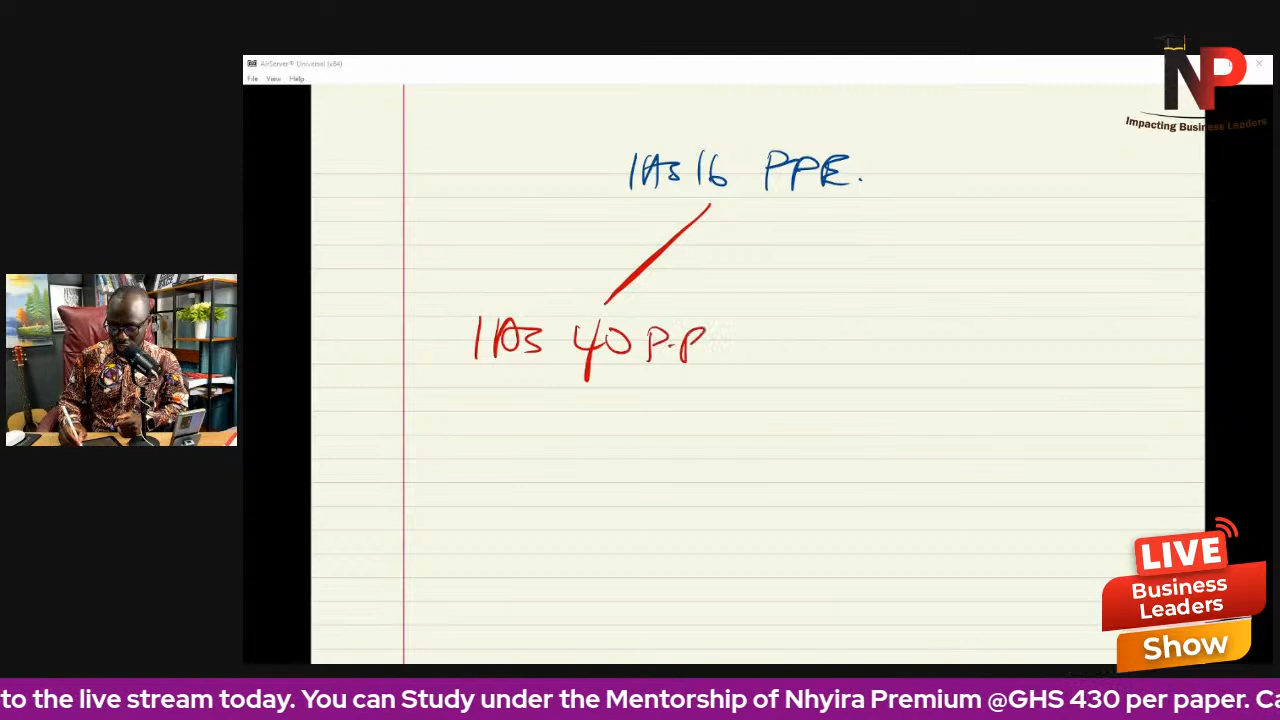 NP
Impacting Business Leaders
AirServer® Universal (x64)
File View Help
IAS 16 PPE.
IAS 40 P.P
LIVE
Business
Leaders
Show
to the live stream today. You can Study under the Mentorship of Nhyira Premium @GHS 430 per paper. Ca